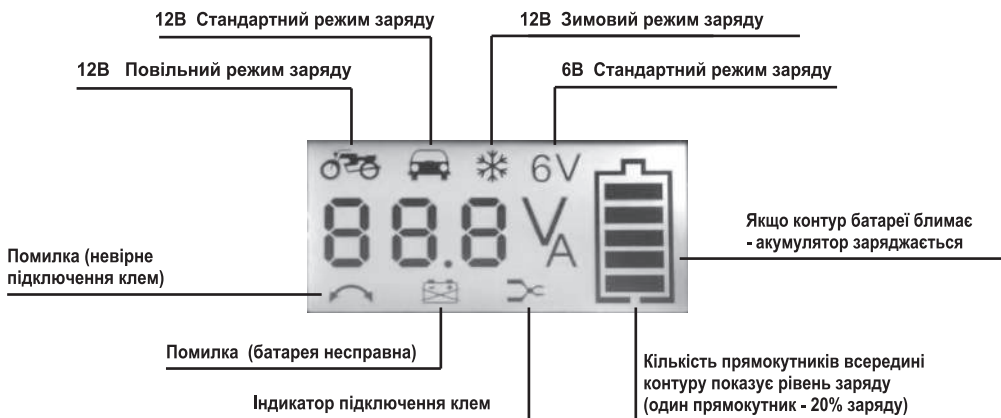 12В Стандартний режим заряду
12В Зимовий режим заряду
12В Повільний режим заряду
6В Стандартний режим заряду
6V
88.8 V
A
Якщо контур батареї блимає
- акумулятор заряджається
Помилка (невірне
підключення клем)
Помилка (батарея несправна)
Індикатор підключення клем
Кількість прямокутників всередині
контуру показує рівень заряду
(один прямокутник - 20% заряду)